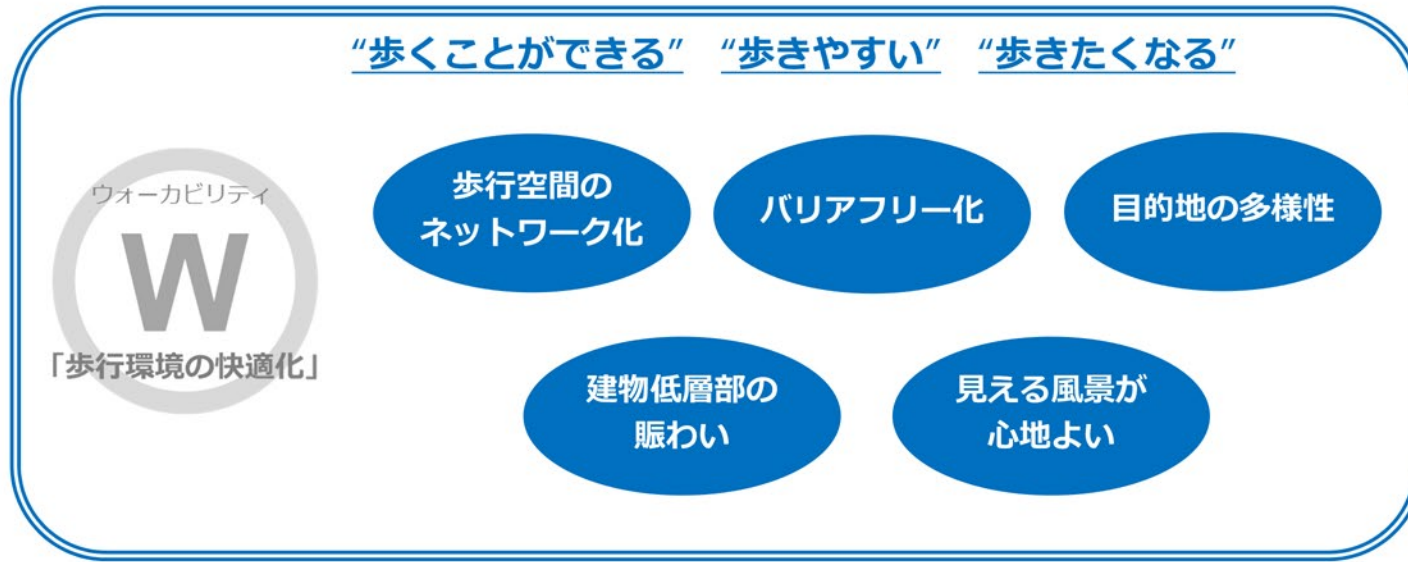 “歩くことができる” “歩きやすい” “歩きたくなる”
ウォーカビリティ
W
「歩行環境の快適化」
歩行空間の
ネットワーク化
バリアフリー化
目的地の多様性
建物低層部の
賑わい
見える風景が
心地よい